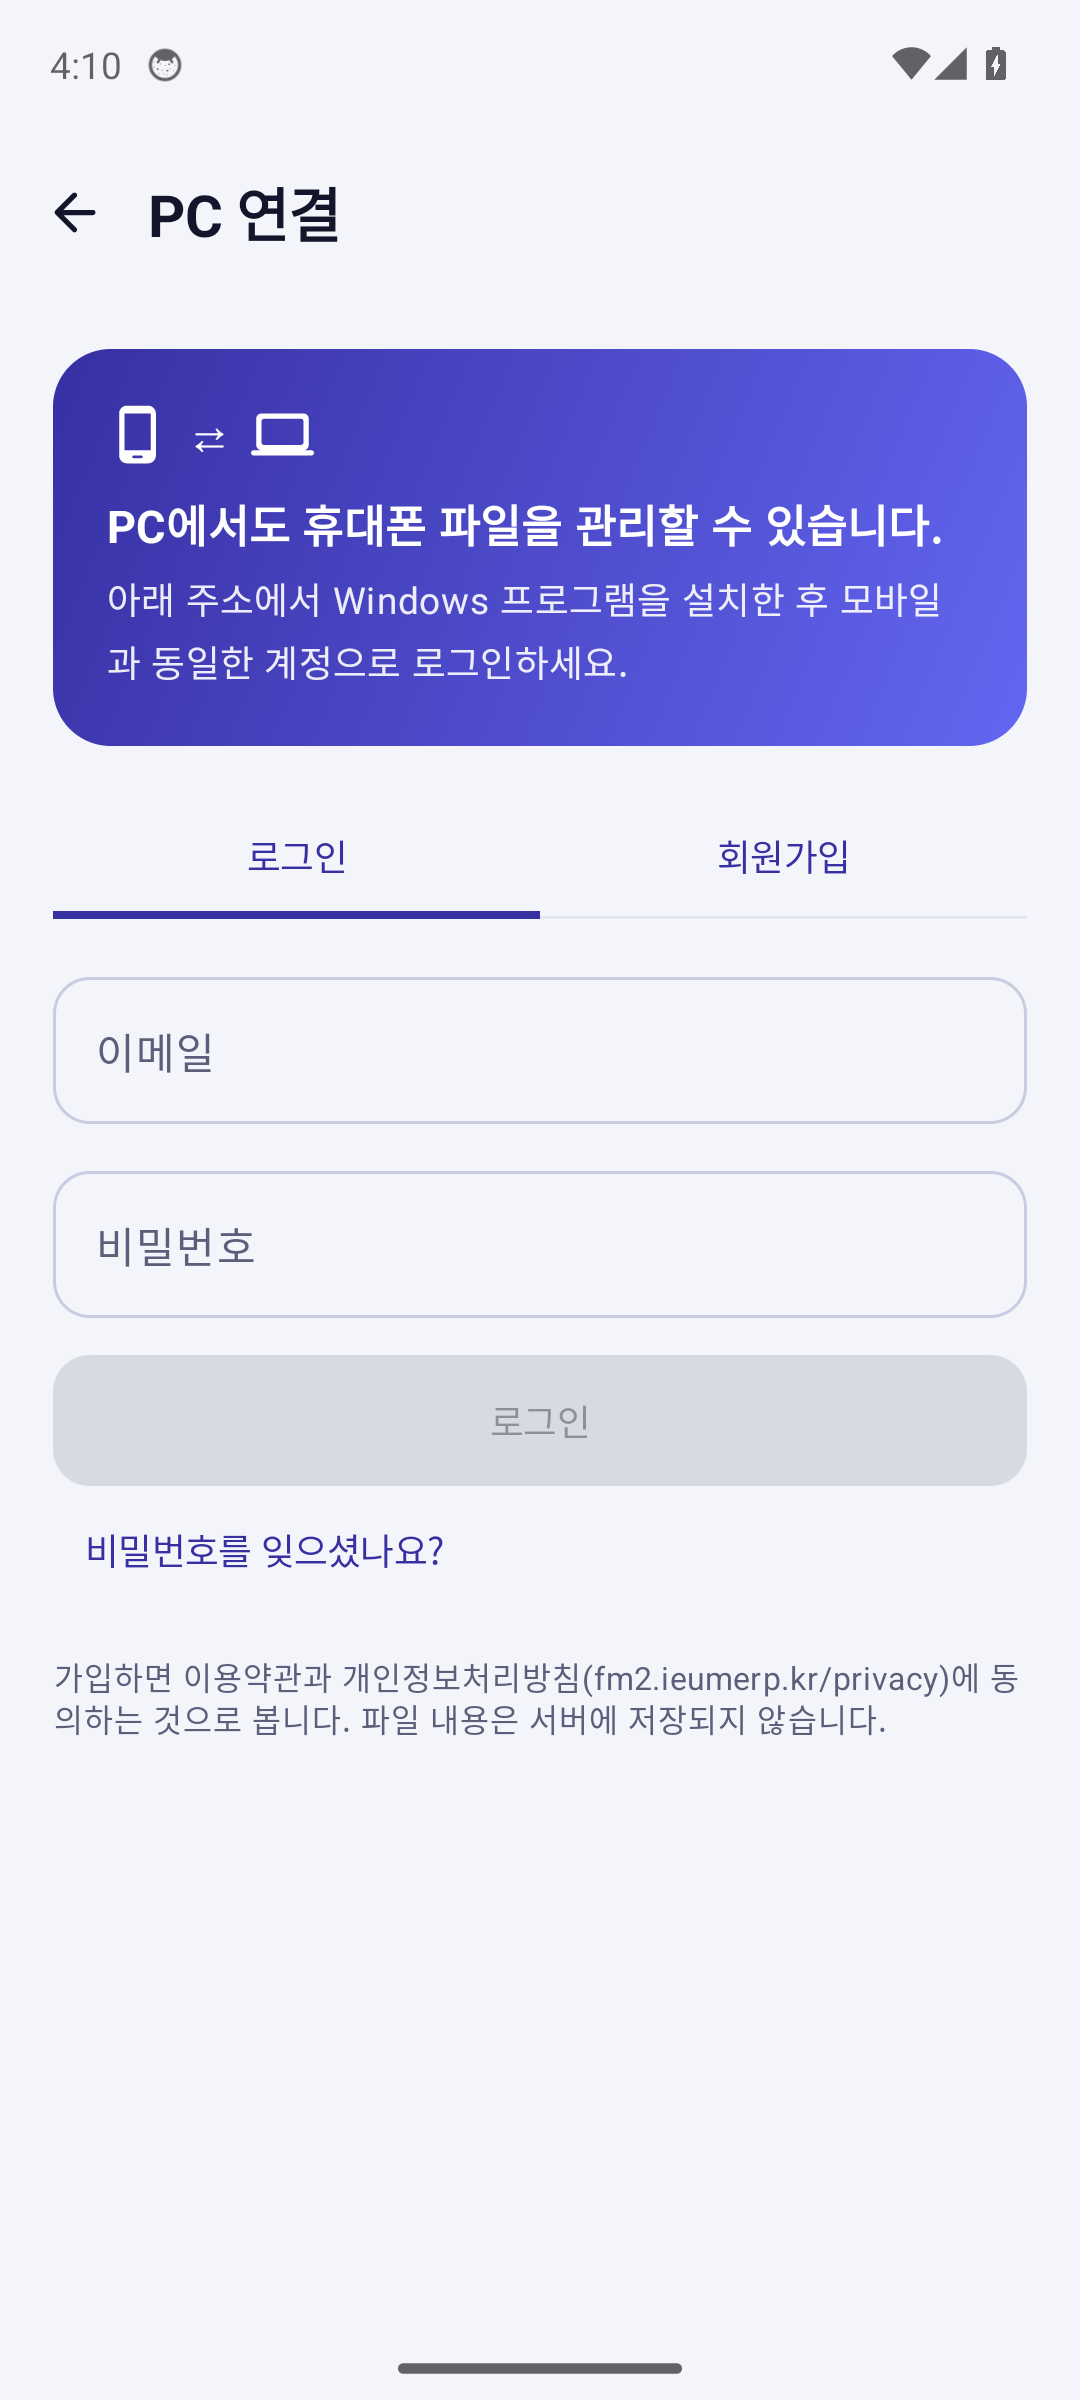 4:10
PC 연결
PC에서도 휴대폰 파일을 관리할 수 있습니다.
아래 주소에서 Windows 프로그램을 설치한 후 모바일
과 동일한 계정으로 로그인하세요.
로그인 회원가입
이메일
비밀번호
로그인
비밀번호를 잊으셨나요?
가입하면 이용약관과 개인정보처리방침(fm2.ieumerp.kr/privacy)에 동
의하는 것으로 봅니다. 파일 내용은 서버에 저장되지 않습니다.